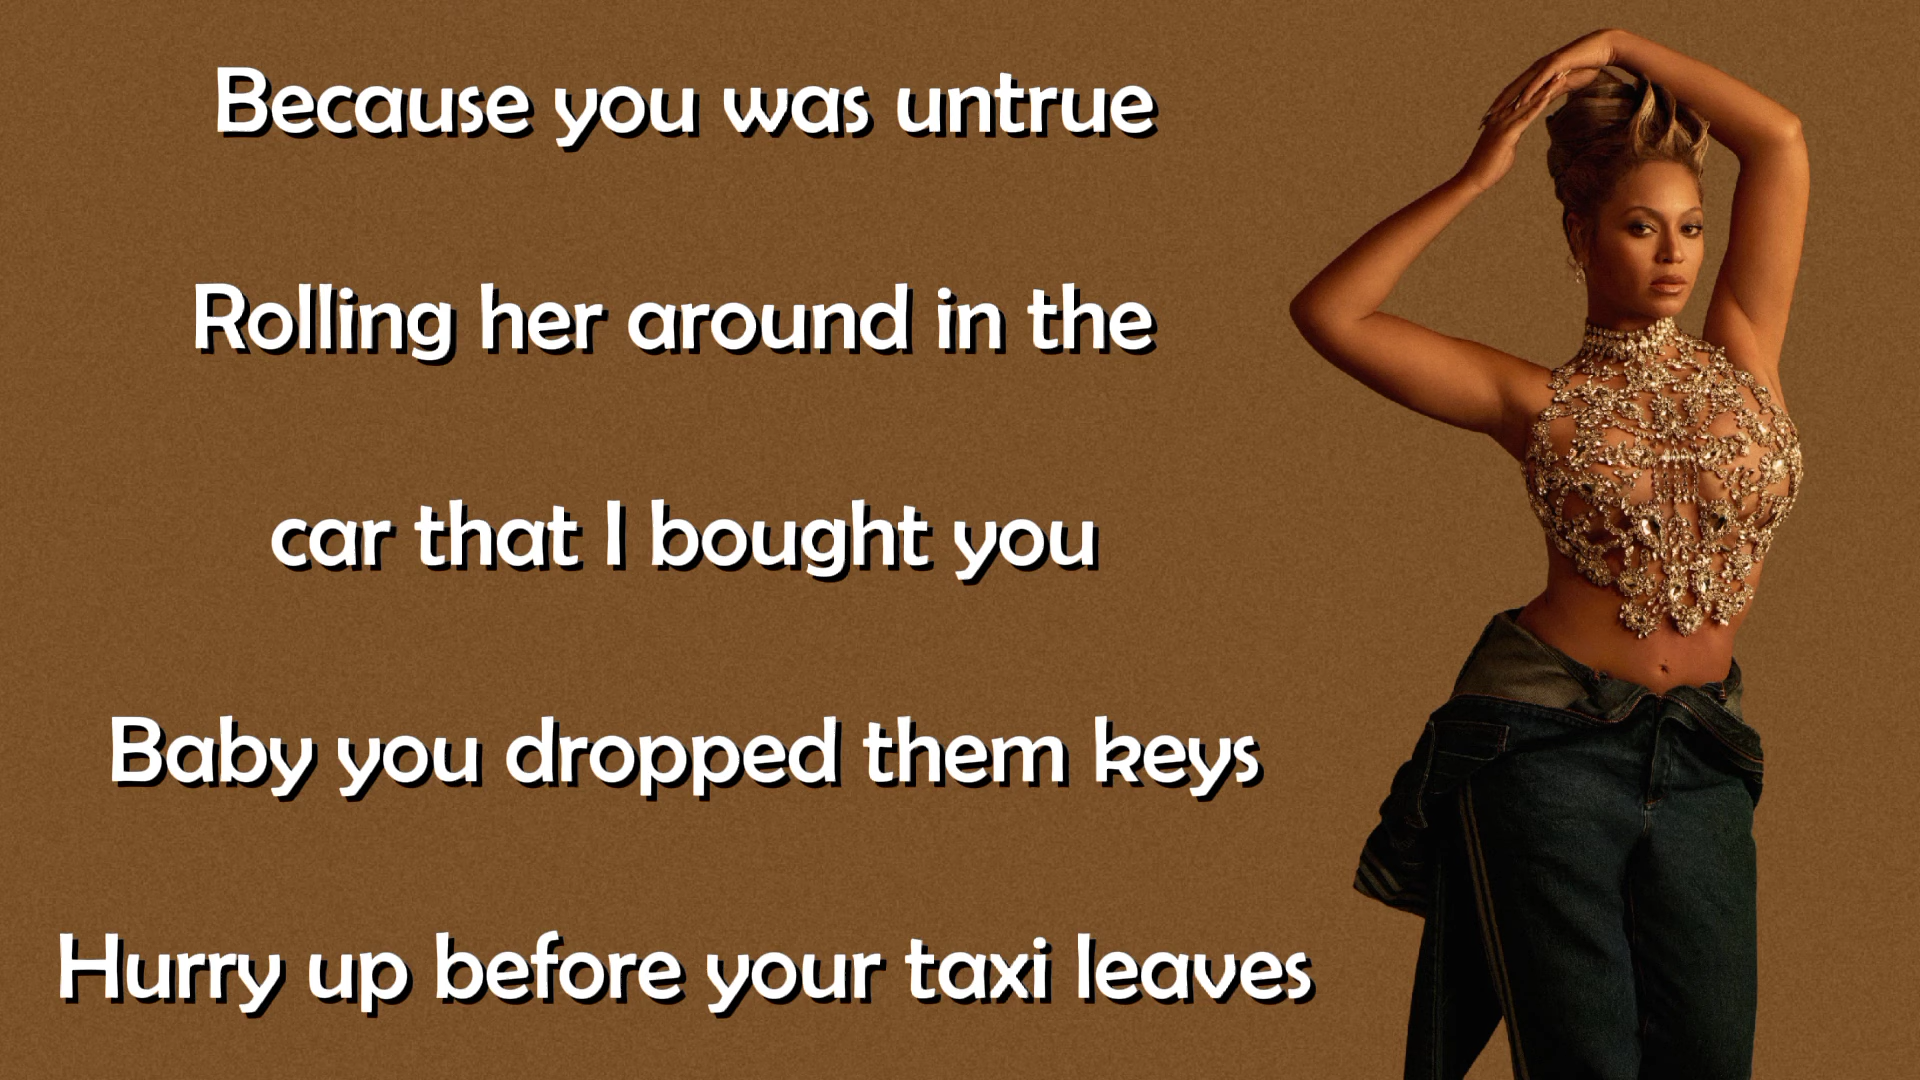 Because you was untrue
Rolling her around in the
car that I bought you
Baby you dropped them keys
Hurry up before your taxi leaves